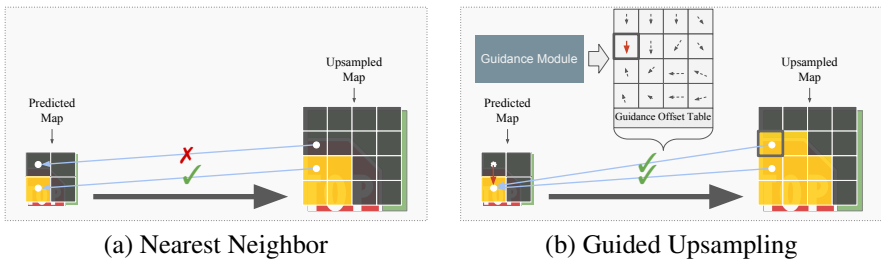 Predicted
Map
Upsampled
Map
✗
✓
(a) Nearest Neighbor
Guidance Module
Guidance Offset Table
Predicted
Map
Upsampled
Map
✓
✓
(b) Guided Upsampling